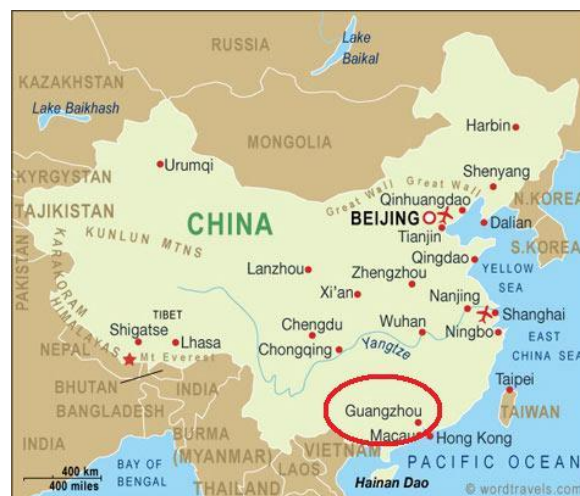 RUSSIA
Lake
Baikal
KAZAKHSTAN
Lake Baikhash
MONGOLIA
Harbin
Urumqi
KYRGYSTAN
Shenyang
Great Wall Great Wall
Qinhuangdao
N.KOREA
TAJIKISTAN
CHINA
BEIJING
Dalian
KUNLUN MTNS
Tianjin
S.KOREA
PAKISTAN
KARAKORAM
Qingdao
Lanzhou
Zhengzhou
YELLOW
SEA
Xi'an
Nanjing
HIMALAYAS
TIBET
Shanghai
Shigatse
Lhasa
Chengdu
Wuhan
Ningbo
EAST
CHINA SEA
NEPAL
Mt Everest
Chongqing
Yangtze
Taipei
BHUTAN
INDIA
BANGLADESH
Guangzhou
TAIWAN
INDIA
BURMA
(MYANMAR)
VIETNAM
Macau
Hong Kong
400 km
400 miles
BAY OF
BENGAL
LAOS
THAILAND
Hainan Dao
PACIFIC OCEAN
© wordtravels.com